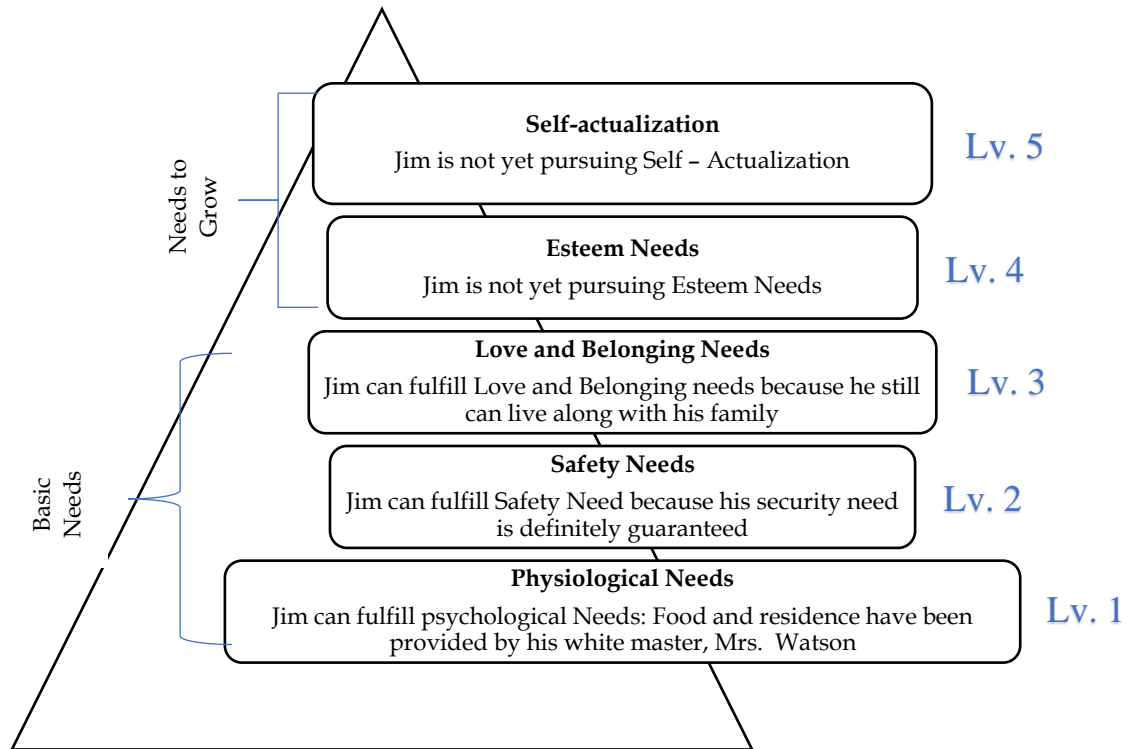 Self-actualization
Jim is not yet pursuing Self – Actualization
Lv. 5
Needs to
Grow
Esteem Needs
Jim is not yet pursuing Esteem Needs
Lv. 4
Love and Belonging Needs
Jim can fulfill Love and Belonging needs because he still
can live along with his family
Lv. 3
Basic
Needs
Safety Needs
Jim can fulfill Safety Need because his security need
is definitely guaranteed
Lv. 2
Physiological Needs
Jim can fulfill psychological Needs: Food and residence have been
provided by his white master, Mrs. Watson
Lv. 1